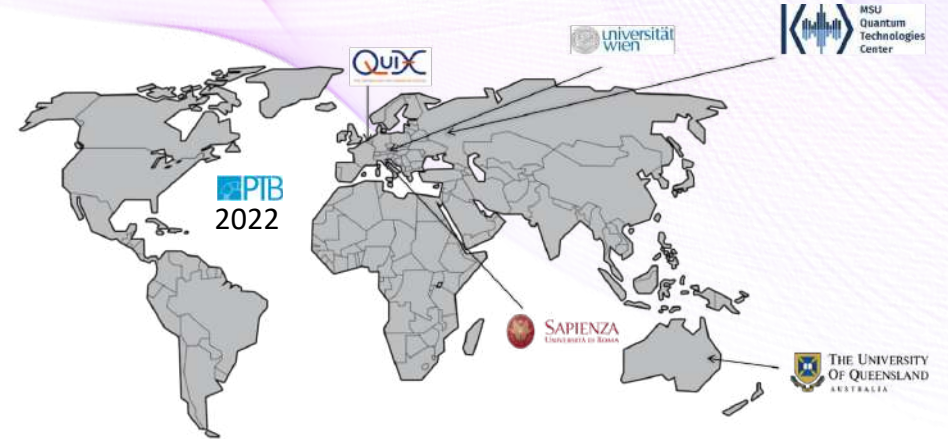 MSU
Quantum
Technologies
Center
universität
wien
QuiX
PTB
2022
SAPIENZA
UNIVERSITÀ DI ROMA
THE UNIVERSITY
OF QUEENSLAND
AUSTRALIA